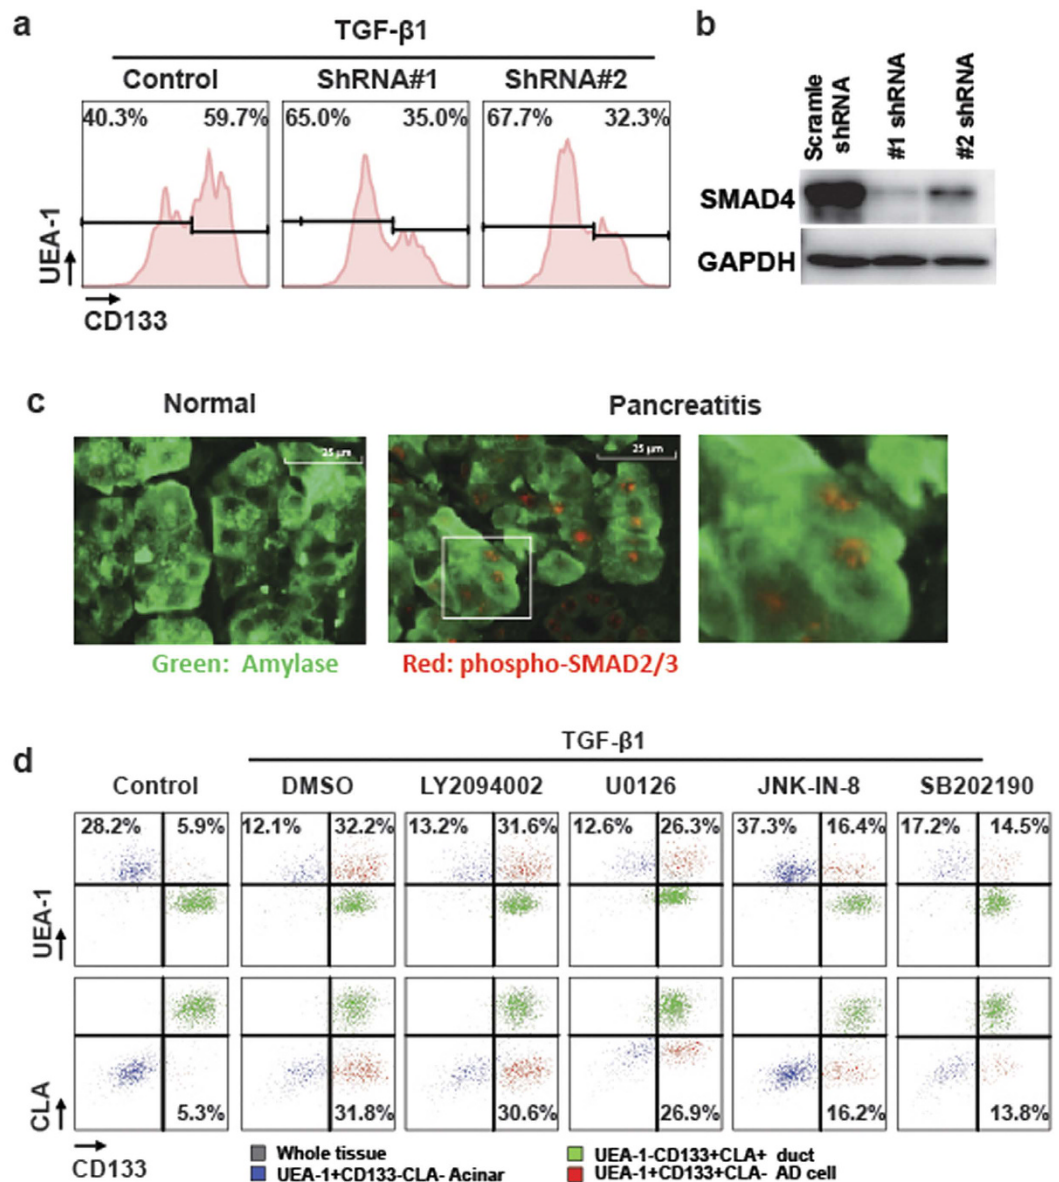 a
TGF-β1
Control ShRNA#1 ShRNA#2
40.3% 59.7% 65.0% 35.0% 67.7% 32.3%
UEA-1
CD133
b
Scramle shRNA
#1 shRNA
#2 shRNA
SMAD4
GAPDH
c
Normal Pancreatitis
25 µm 25 µm
Green: Amylase Red: phospho-SMAD2/3
d
TGF-β1
Control DMSO LY2094002 U0126 JNK-IN-8 SB202190
28.2% 5.9% 12.1% 32.2% 13.2% 31.6% 12.6% 26.3% 37.3% 16.4% 17.2% 14.5%
UEA-1
5.3% 31.8% 30.6% 26.9% 16.2% 13.8%
CLA
CD133
Whole tissue UEA-1-CD133+CLA+ duct
UEA-1+CD133-CLA- Acinar UEA-1+CD133+CLA- AD cell